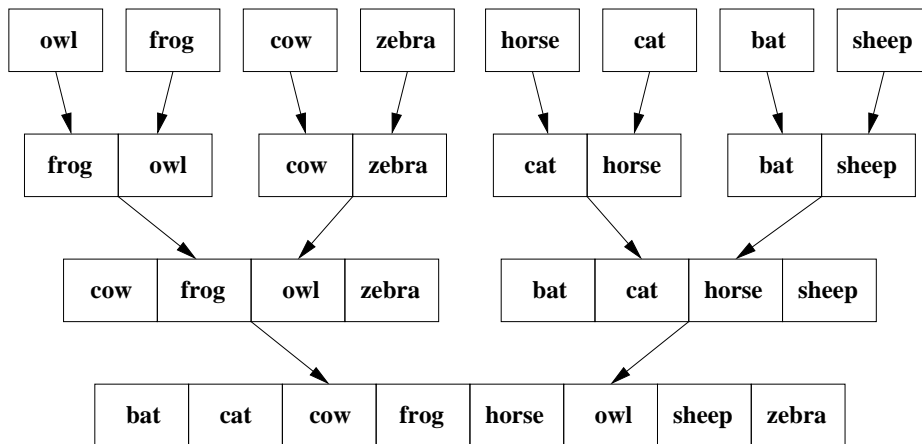 owl frog cow zebra horse cat bat sheep
frog owl cow zebra cat horse bat sheep
cow frog owl zebra bat cat horse sheep
bat cat cow frog horse owl sheep zebra